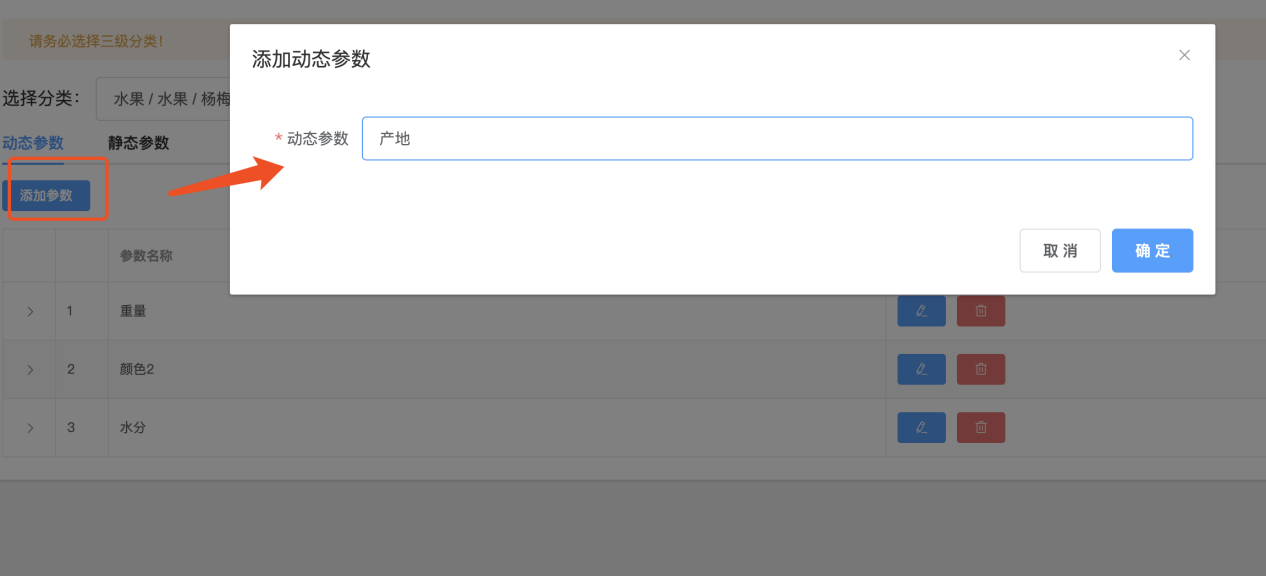 请务必选择三级分类！
添加动态参数
选择分类：
水果 / 水果 / 杨梅
* 动态参数
产地
动态参数
静态参数
添加参数
取 消
确 定
参数名称
1
重量
2
颜色2
3
水分